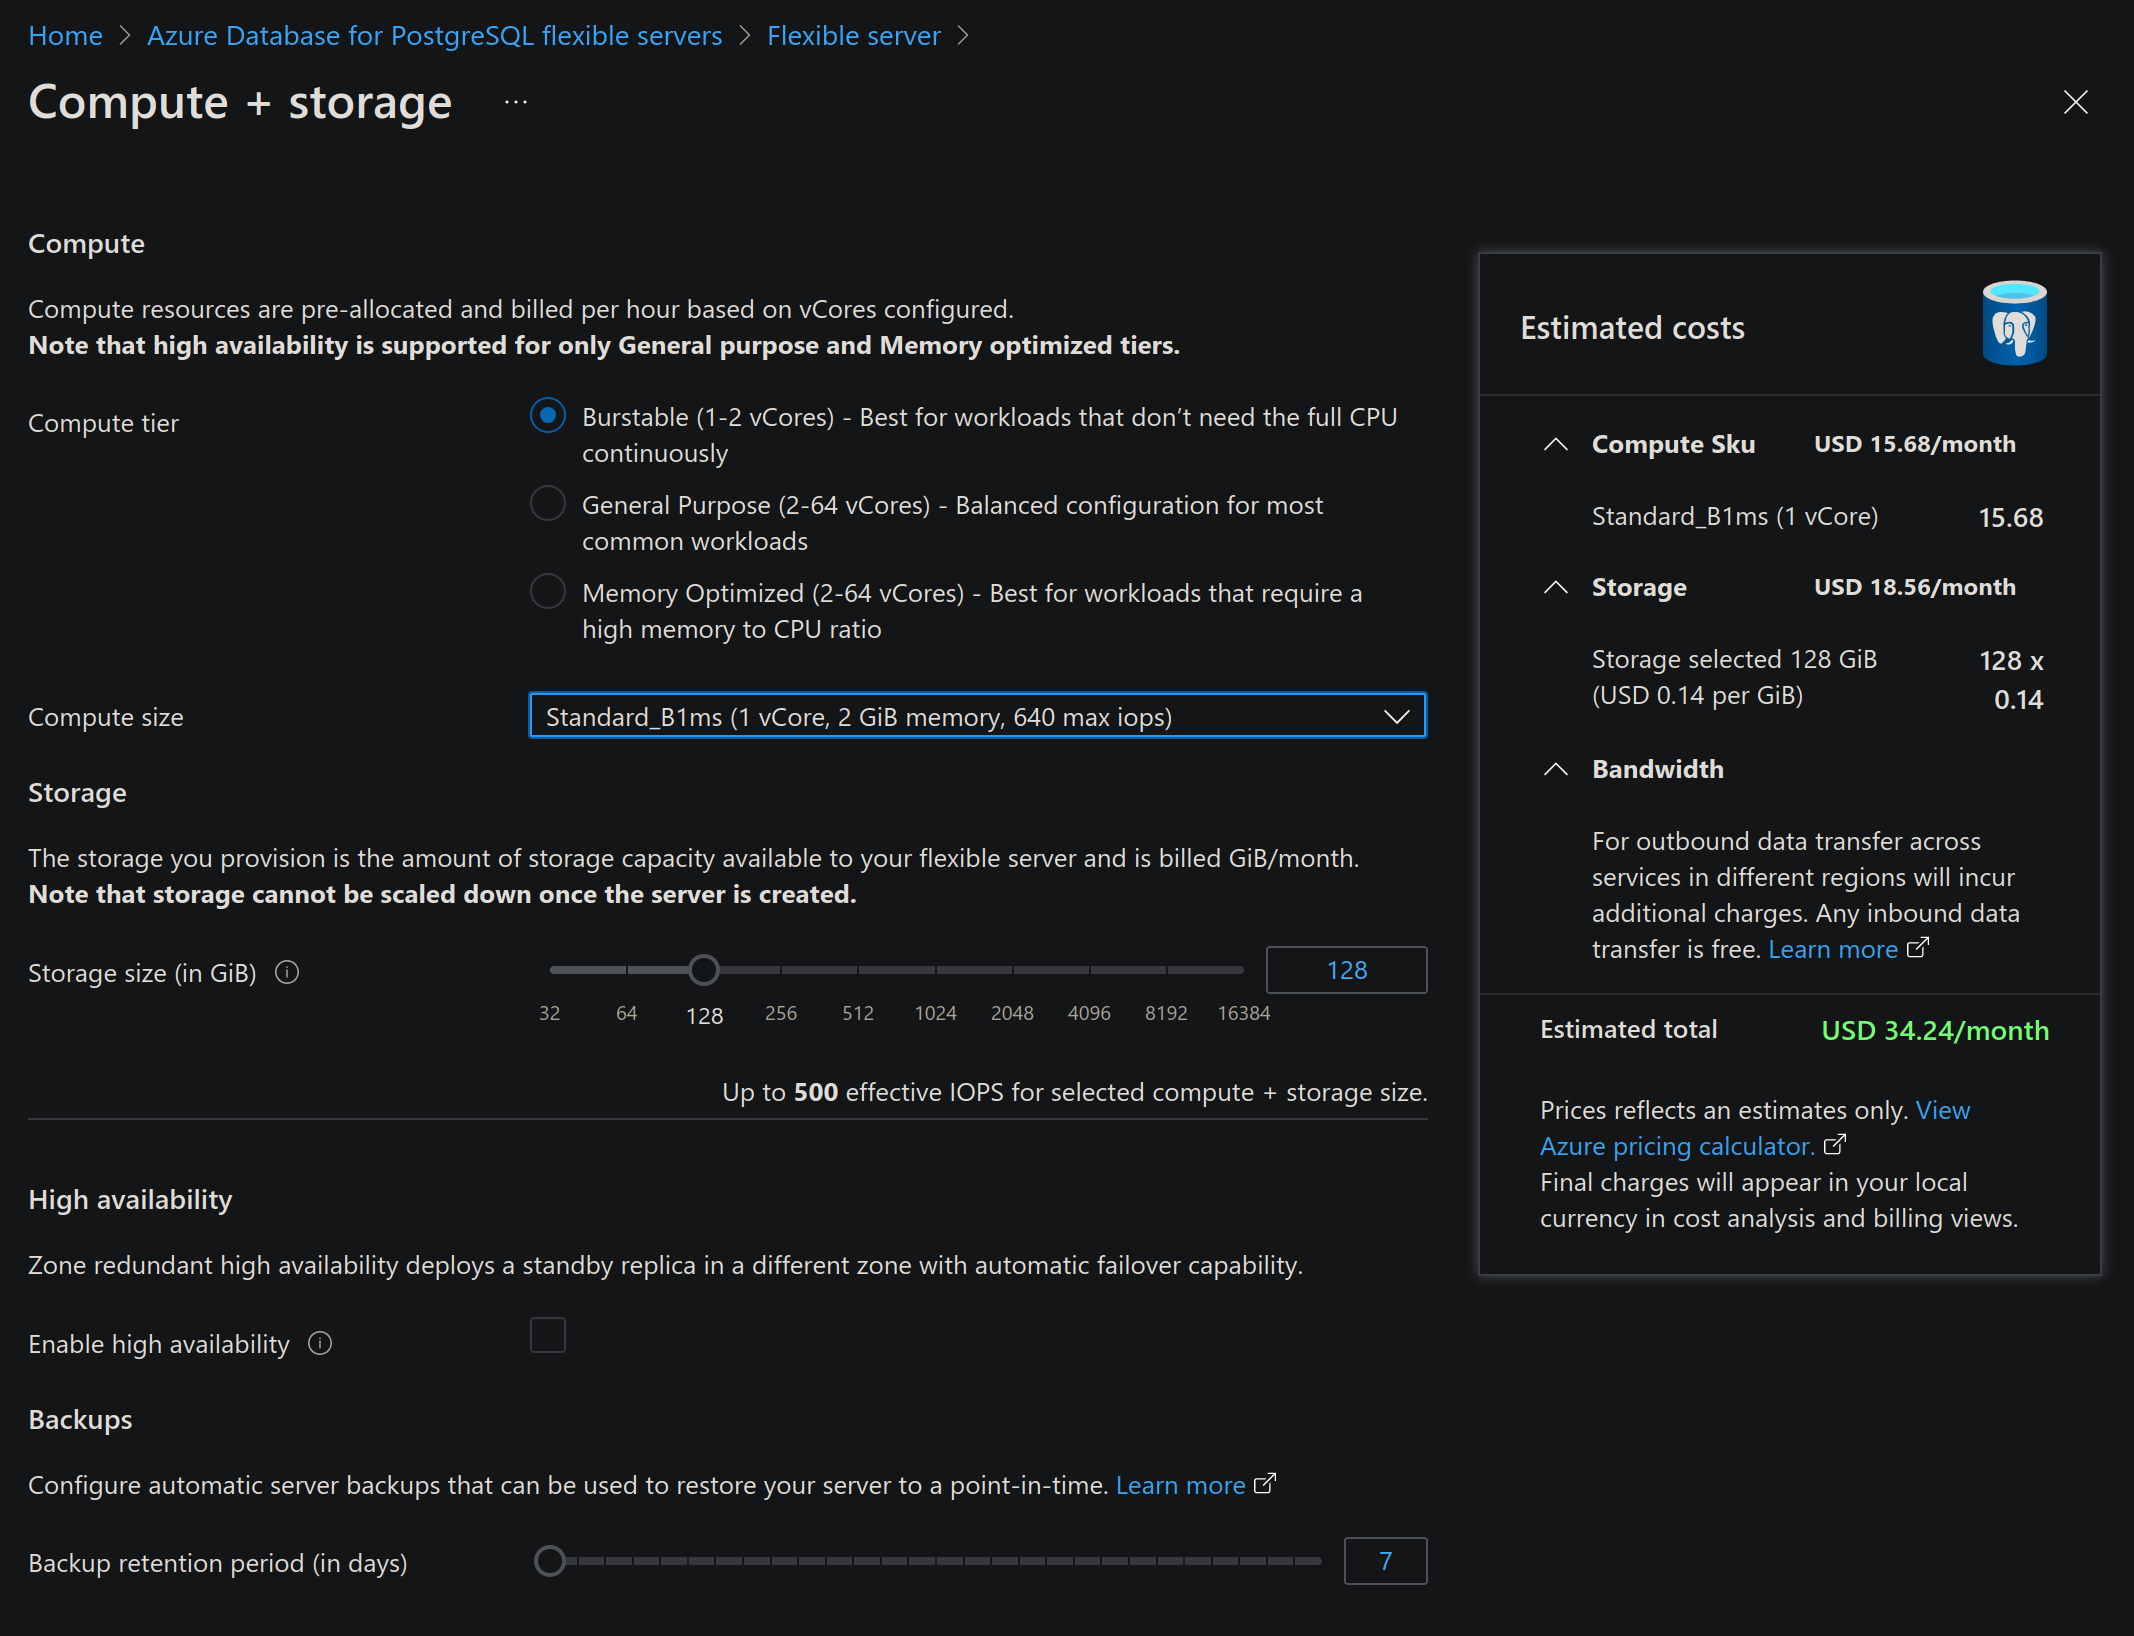 Home > Azure Database for PostgreSQL flexible servers > Flexible server >
Compute + storage ...
Compute
Compute resources are pre-allocated and billed per hour based on vCores configured.
Note that high availability is supported for only General purpose and Memory optimized tiers.
Compute tier
Burstable (1-2 vCores) - Best for workloads that don’t need the full CPU
continuously
General Purpose (2-64 vCores) - Balanced configuration for most
common workloads
Memory Optimized (2-64 vCores) - Best for workloads that require a
high memory to CPU ratio
Compute size
Standard_B1ms (1 vCore, 2 GiB memory, 640 max iops)
Storage
The storage you provision is the amount of storage capacity available to your flexible server and is billed GiB/month.
Note that storage cannot be scaled down once the server is created.
Storage size (in GiB)
128
32 64 128 256 512 1024 2048 4096 8192 16384
Up to 500 effective IOPS for selected compute + storage size.
High availability
Zone redundant high availability deploys a standby replica in a different zone with automatic failover capability.
Enable high availability
Backups
Configure automatic server backups that can be used to restore your server to a point-in-time. Learn more
Backup retention period (in days)
7
Estimated costs
Compute Sku USD 15.68/month
Standard_B1ms (1 vCore) 15.68
Storage USD 18.56/month
Storage selected 128 GiB 128 x
(USD 0.14 per GiB) 0.14
Bandwidth
For outbound data transfer across
services in different regions will incur
additional charges. Any inbound data
transfer is free. Learn more
Estimated total USD 34.24/month
Prices reflects an estimates only. View
Azure pricing calculator.
Final charges will appear in your local
currency in cost analysis and billing views.